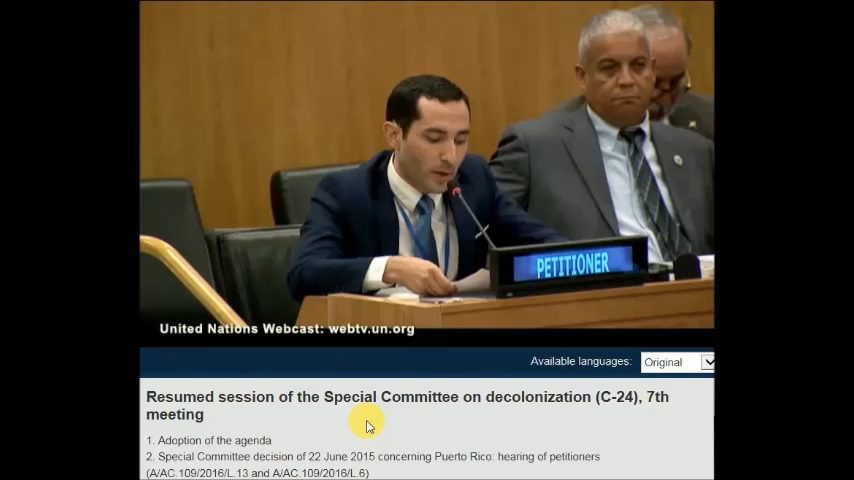 PETITIONER
United Nations Webcast: webtv.un.org
Available languages: Original
Resumed session of the Special Committee on decolonization (C-24), 7th
meeting
1. Adoption of the agenda
2. Special Committee decision of 22 June 2015 concerning Puerto Rico: hearing of petitioners
(A/AC.109/2016/L.13 and A/AC.109/2016/L.6)